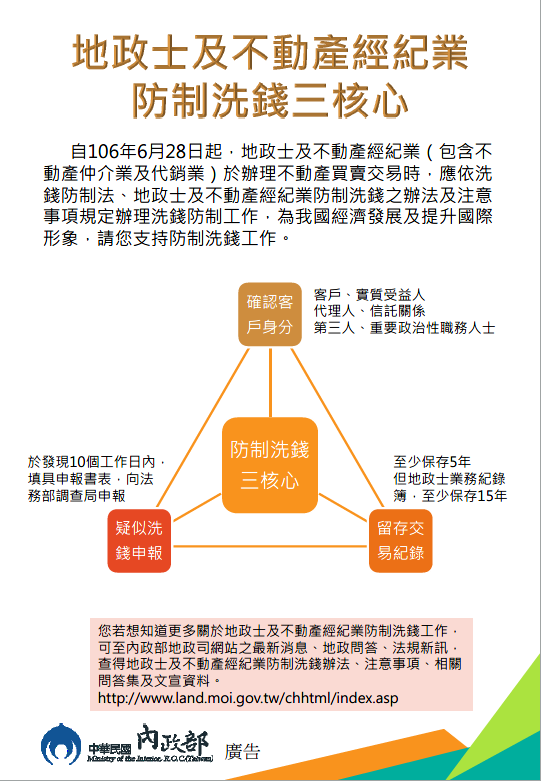 地政士及不動產經紀業
防制洗錢三核心
自106年6月28日起，地政士及不動產經紀業（包含不
動產仲介業及代銷業）於辦理不動產買賣交易時，應依洗
錢防制法、地政士及不動產經紀業防制洗錢之辦法及注意
事項規定辦理洗錢防制工作，為我國經濟發展及提升國際
形象，請您支持防制洗錢工作。
確認客
戶身分
客戶、實質受益人
代理人、信託關係
第三人、重要政治性職務人士
防制洗錢
三核心
於發現10個工作日內，
填具申報書表，向法
務部調查局申報
疑似洗
錢申報
至少保存5年
但地政士業務紀錄
簿，至少保存15年
留存交
易紀錄
您若想知道更多關於地政士及不動產經紀業防制洗錢工作，
可至內政部地政司網站之最新消息、地政問答、法規新訊，
查得地政士及不動產經紀業防制洗錢辦法、注意事項、相關
問答集及文宣資料。
http://www.land.moi.gov.tw/chhtml/index.asp
中華民國 內政部 廣告
Ministry of the Interior, R.O.C.(Taiwan)